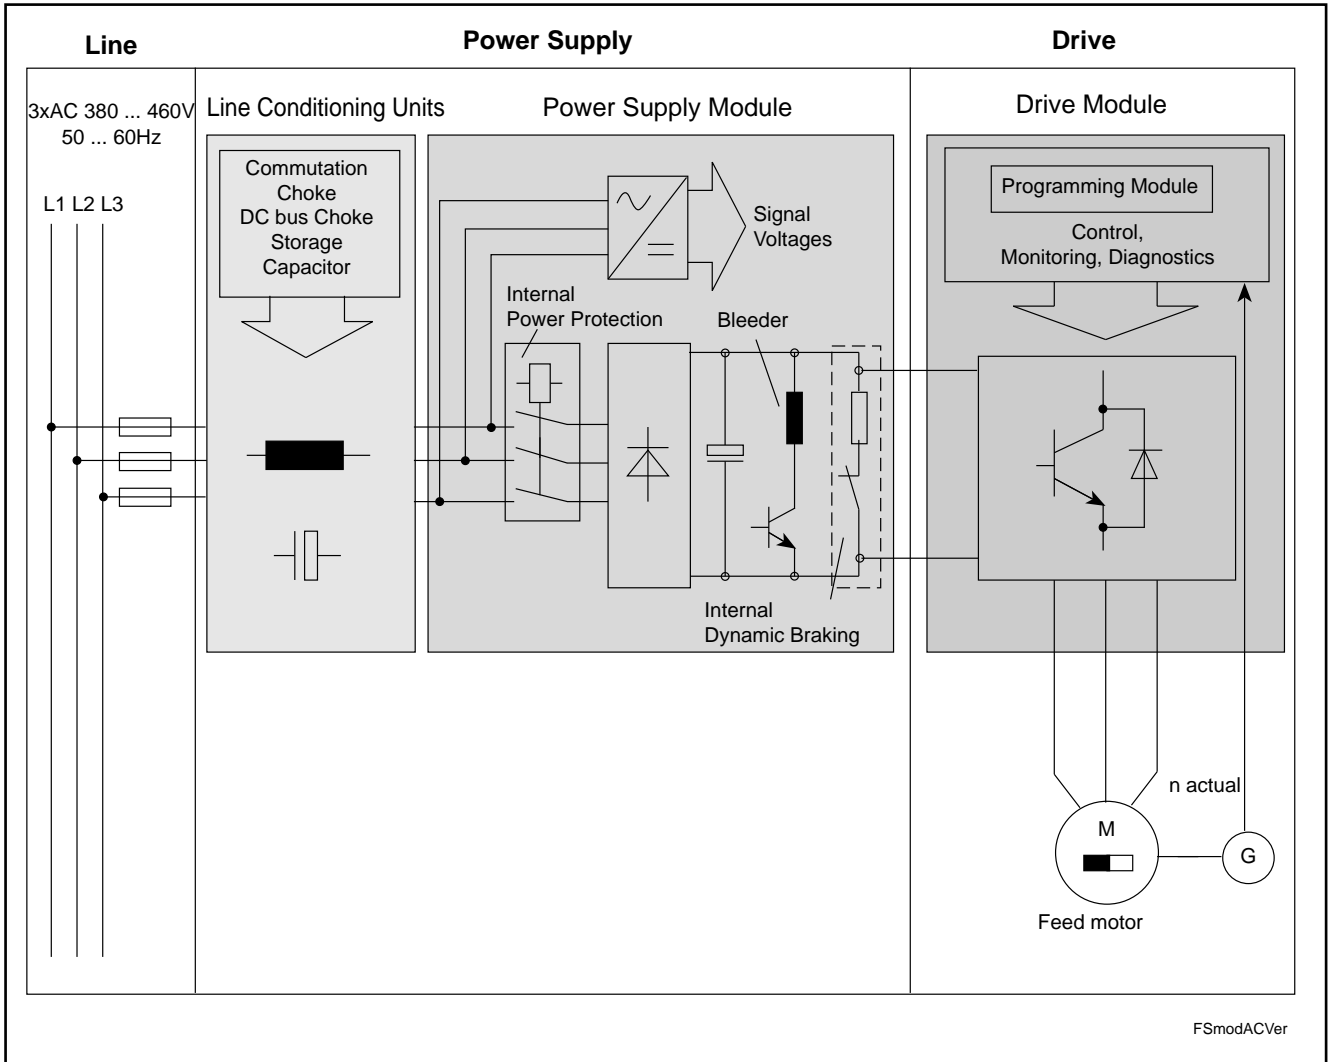 Line
Power Supply
Drive
3xAC 380 ... 460V
50 ... 60Hz
L1 L2 L3
Line Conditioning Units
Commutation
Choke
DC bus Choke
Storage
Capacitor
Power Supply Module
Signal
Voltages
Internal
Power Protection
Bleeder
Internal
Dynamic Braking
Drive Module
Programming Module
Control,
Monitoring, Diagnostics
n actual
M
G
Feed motor
FSmodACVer